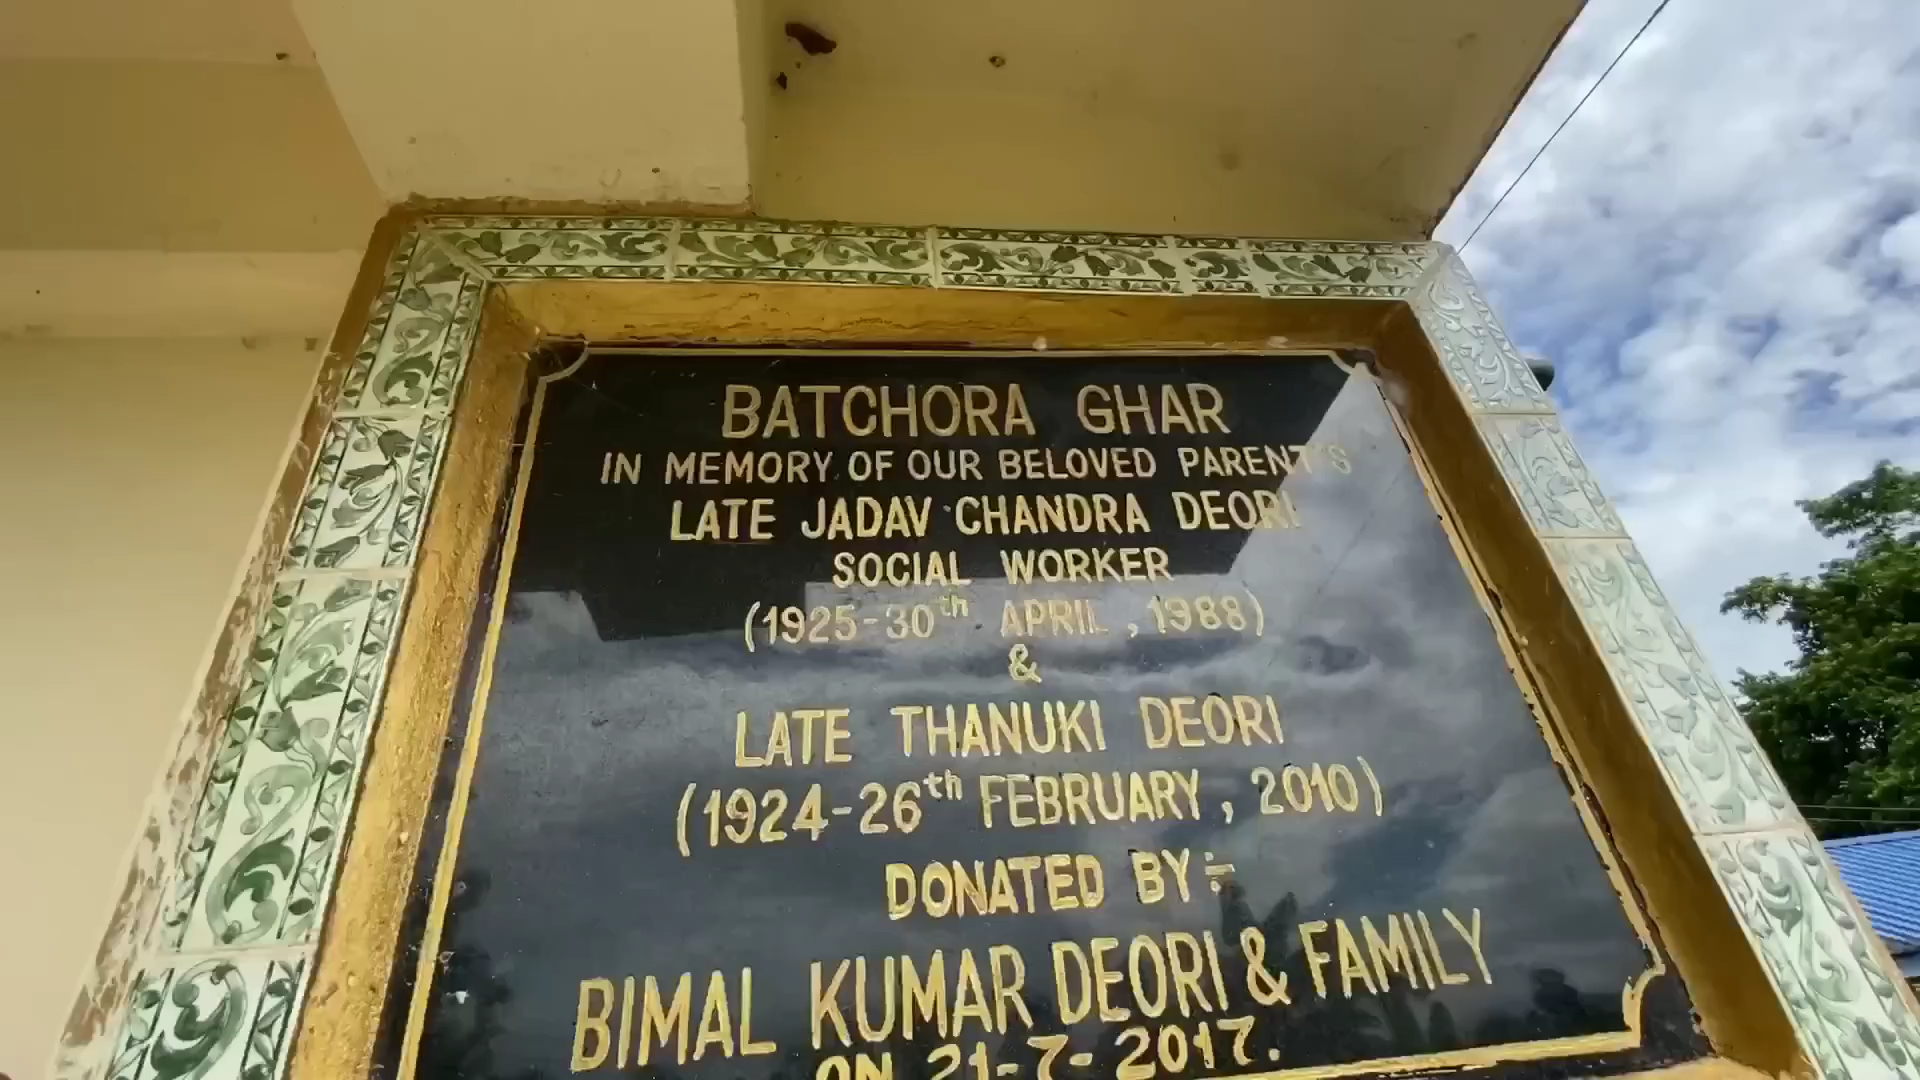 BATCHORA GHAR
IN MEMORY OF OUR BELOVED PARENT'S
LATE JADAV CHANDRA DEORI
SOCIAL WORKER
(1925-30th APRIL, 1988)
&
LATE THANUKI DEORI
(1924-26th FEBRUARY, 2010)
DONATED BY:-
BIMAL KUMAR DEORI & FAMILY
ON 21-7-2017.